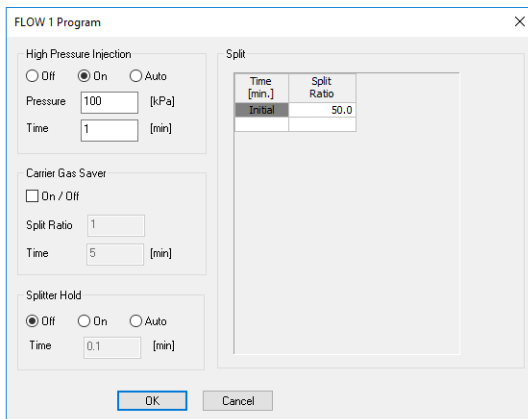 FLOW 1 Program
High Pressure Injection
Off On Auto
Pressure 100 [kPa]
Time 1 [min]
Carrier Gas Saver
On / Off
Split Ratio 1
Time 5 [min]
Splitter Hold
Off On Auto
Time 0.1 [min]
Split
Time [min.] Split Ratio
Initial 50.0
OK Cancel